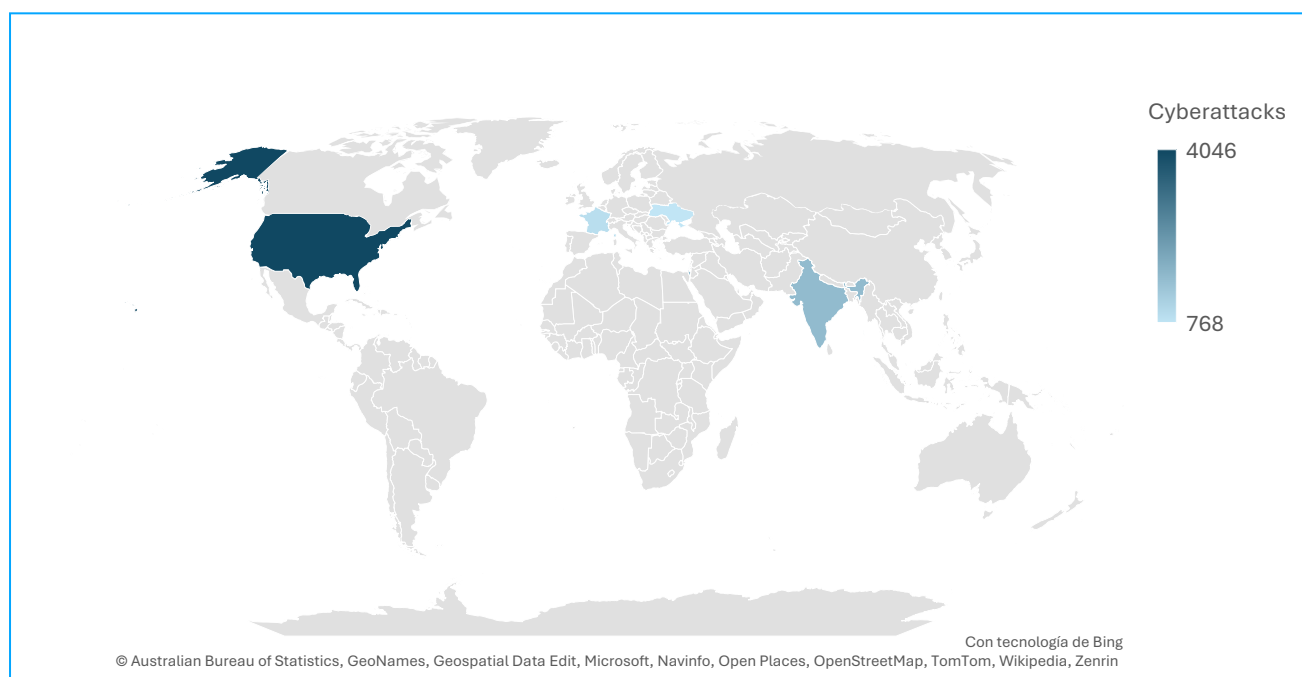 Cyberattacks
4046
768
Con tecnología de Bing
© Australian Bureau of Statistics, GeoNames, Geospatial Data Edit, Microsoft, Navinfo, Open Places, OpenStreetMap, TomTom, Wikipedia, Zenrin